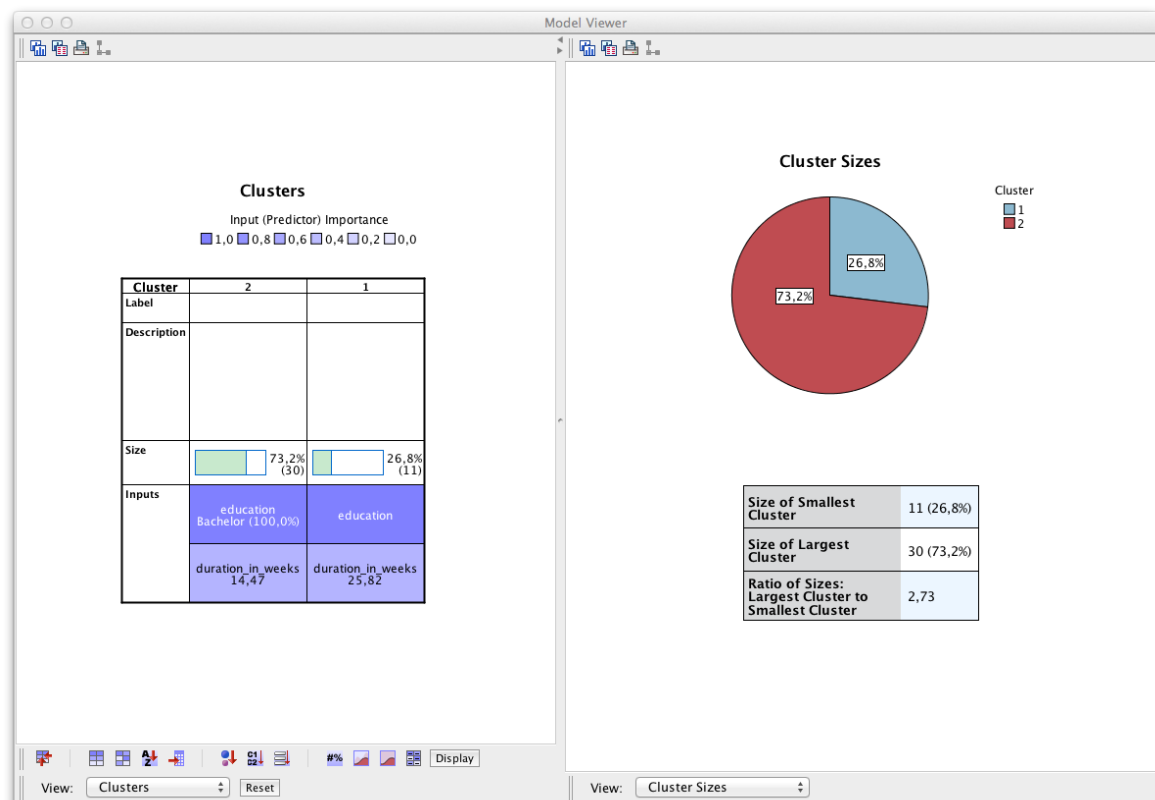 Model Viewer
Clusters
Input (Predictor) Importance
1,0 0,8 0,6 0,4 0,2 0,0
Cluster 2 1
Label
Description
Size 73,2% (30) 26,8% (11)
Inputs
education
Bachelor (100,0%)
education
duration_in_weeks
14,47
duration_in_weeks
25,82
#% Display
View: Clusters Reset
Cluster Sizes
Cluster
1
2
26,8%
73,2%
Size of Smallest
Cluster
11 (26,8%)
Size of Largest
Cluster
30 (73,2%)
Ratio of Sizes:
Largest Cluster to
Smallest Cluster
2,73
View: Cluster Sizes